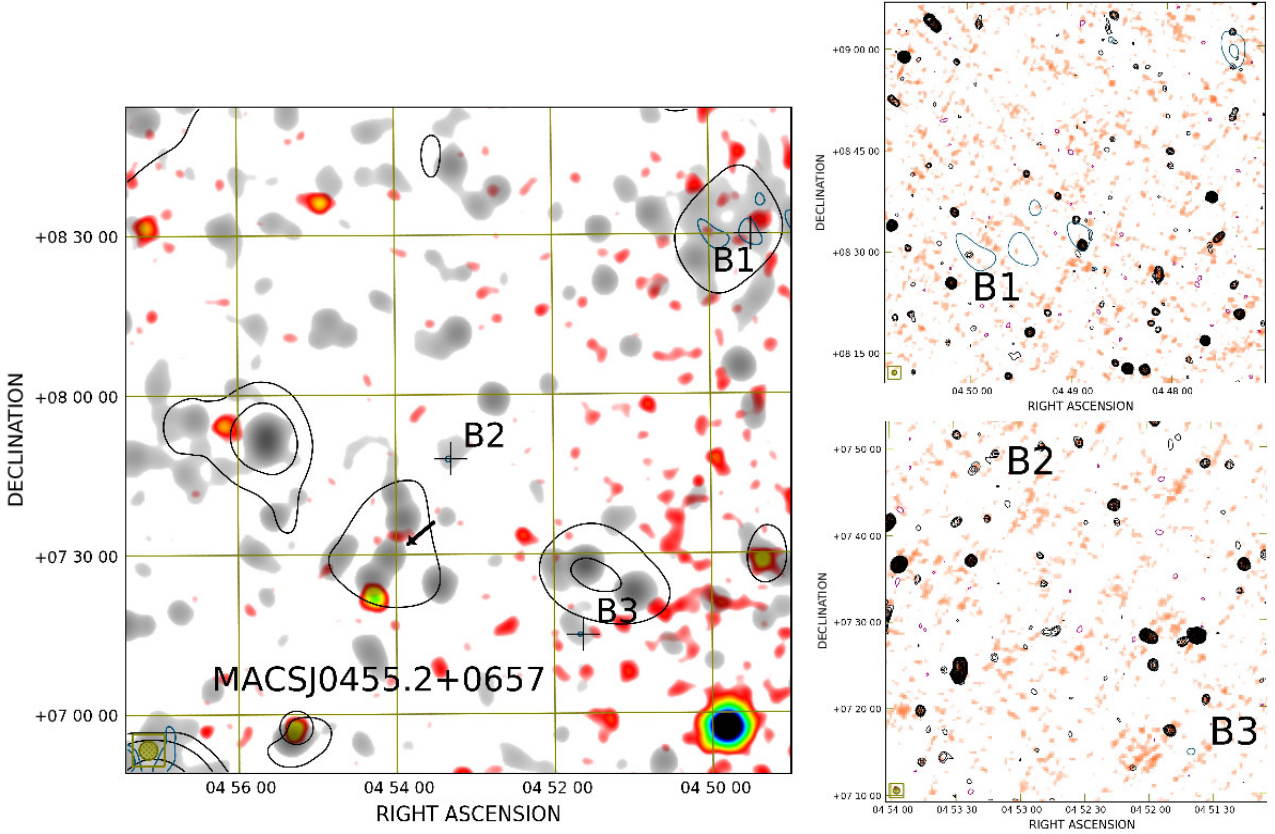 +08 30 00
+08 00 00
+07 30 00
+07 00 00
DECLINATION
B1
B2
B3
MACSJ0455.2+0657
04 56 00
04 54 00
04 52 00
04 50 00
RIGHT ASCENSION
+09 00 00
+08 45 00
+08 30 00
+08 15 00
DECLINATION
B1
04 50 00
04 49 00
04 48 00
RIGHT ASCENSION
+07 50 00
+07 40 00
+07 30 00
+07 20 00
+07 10 00
DECLINATION
B2
B3
04 54 00
04 53 30
04 53 00
04 52 30
04 52 00
04 51 30
RIGHT ASCENSION